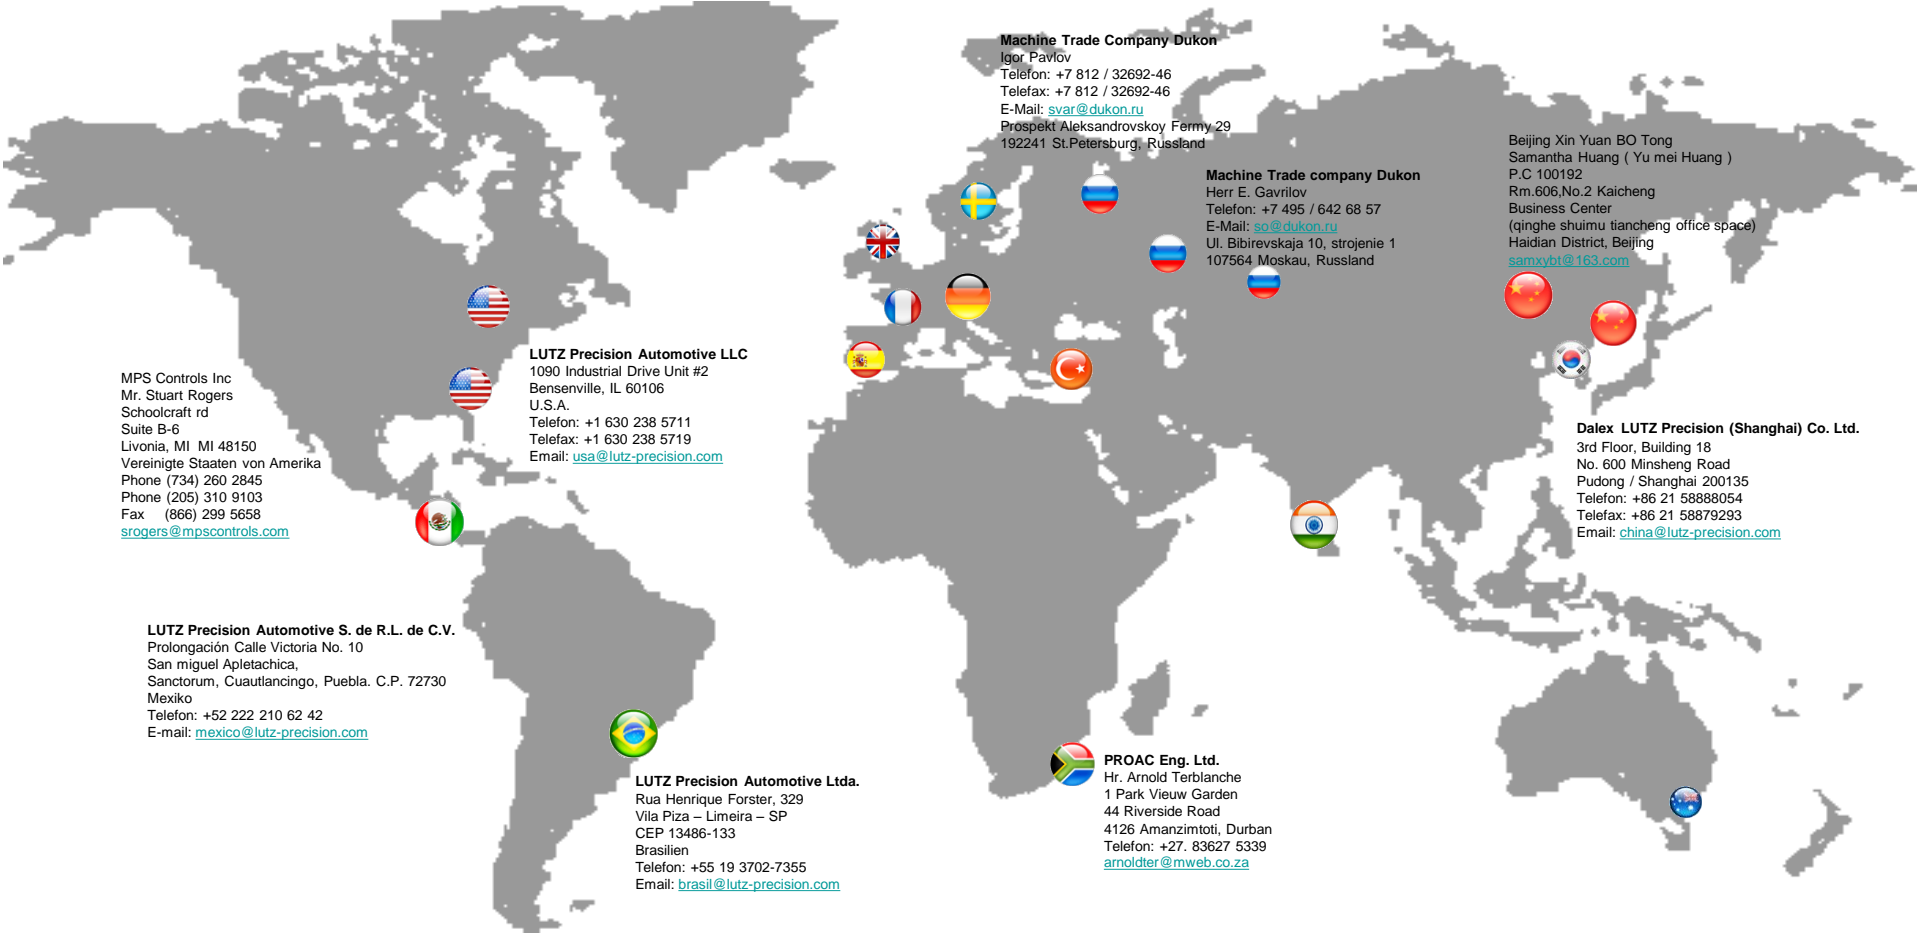 Machine Trade Company Dukon
Igor Pavlov
Telefon: +7 812 / 32692-46
Telefax: +7 812 / 32692-46
E-Mail: svar@dukon.ru
Prospekt Aleksandrovskoy Fermy 29
192241 St.Petersburg, Russland
Machine Trade company Dukon
Herr E. Gavrilov
Telefon: +7 495 / 642 68 57
E-Mail: so@dukon.ru
Ul. Bibirevskaja 10, strojenie 1
107564 Moskau, Russland
Beijing Xin Yuan BO Tong
Samantha Huang ( Yu mei Huang )
P.C 100192
Rm.606,No.2 Kaicheng
Business Center
(qinghe shuimu tiancheng office space)
Haidian District, Beijing
samxybt@163.com
MPS Controls Inc
Mr. Stuart Rogers
Schoolcraft rd
Suite B-6
Livonia, MI  MI 48150
Vereinigte Staaten von Amerika
Phone (734) 260 2845
Phone (205) 310 9103
Fax     (866) 299 5658
srogers@mpscontrols.com
LUTZ Precision Automotive LLC
1090 Industrial Drive Unit #2
Bensenville, IL 60106
U.S.A.
Telefon: +1 630 238 5711
Telefax: +1 630 238 5719
Email: usa@lutz-precision.com
Dalex  LUTZ Precision (Shanghai) Co. Ltd.
3rd Floor, Building 18
No. 600 Minsheng Road
Pudong / Shanghai 200135
Telefon: +86 21 58888054
Telefax: +86 21 58879293
Email: china@lutz-precision.com
LUTZ Precision Automotive S. de R.L. de C.V.
Prolongación Calle Victoria No. 10
San miguel Apletachica,
Sanctorum, Cuautlancingo, Puebla. C.P. 72730
Mexiko
Telefon: +52 222 210 62 42
E-mail: mexico@lutz-precision.com
LUTZ Precision Automotive Ltda.
Rua Henrique Forster, 329
Vila Piza – Limeira – SP
CEP 13486-133
Brasilien
Telefon: +55 19 3702-7355
Email: brasil@lutz-precision.com
PROAC Eng. Ltd.
Hr. Arnold Terblanche
1 Park Vieuw Garden
44 Riverside Road
4126 Amanzimtoti, Durban
Telefon: +27. 83627 5339
arnoldter@mweb.co.za